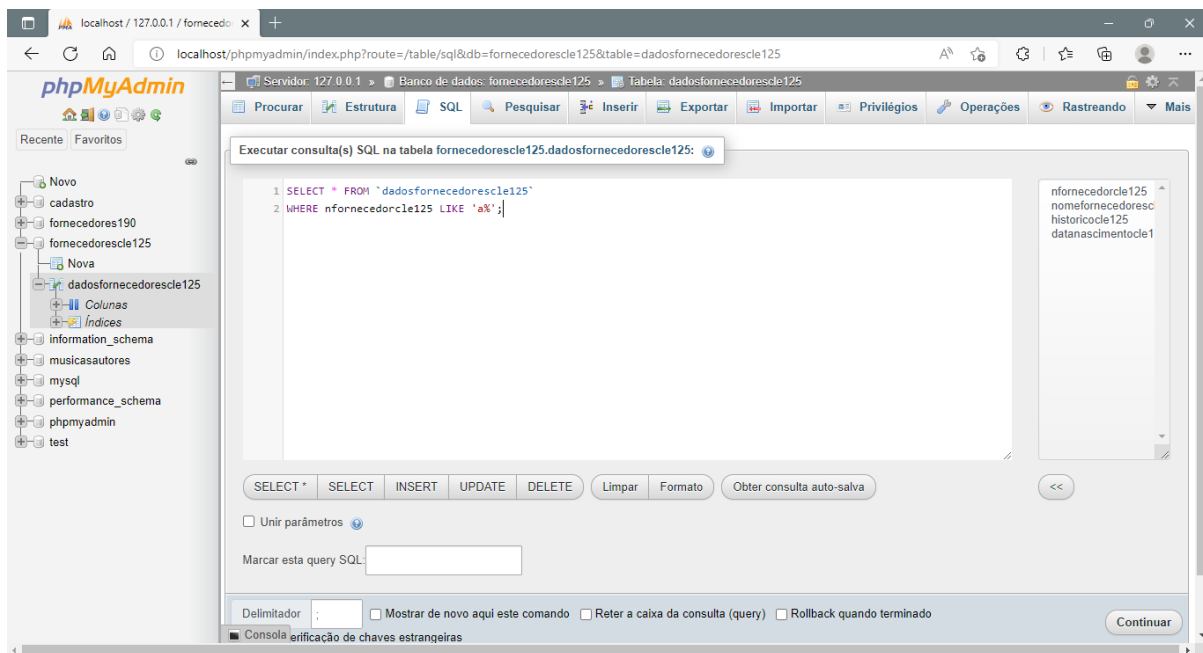 localhost / 127.0.0.1 / fornecedo
localhost/phpmyadmin/index.php?route=/table/sql&db=fornecedorescle125&table=dadosfornecedorescle125
phpMyAdmin
Recente Favoritos
Novo
cadastro
fornecedores190
fornecedorescle125
Nova
dadosfornecedorescle125
Colunas
Índices
information_schema
musicasautores
mysql
performance_schema
phpmyadmin
test
Servidor: 127.0.0.1 » Banco de dados: fornecedorescle125 » Tabela: dadosfornecedorescle125
Procurar Estrutura SQL Pesquisar Inserir Exportar Importar Privilégios Operações Rastreando Mais
Executar consulta(s) SQL na tabela fornecedorescle125.dadosfornecedorescle125:
1 SELECT * FROM `dadosfornecedorescle125`
2 WHERE nfornecedorcle125 LIKE 'a%';
nfornecedorcle125
nomefornecedoresc
historicocle125
datanascimentocle1
SELECT * SELECT INSERT UPDATE DELETE Limpar Formato Obter consulta auto-salva <<
Unir parâmetros
Marcar esta query SQL:
Delimitador ; Mostrar de novo aqui este comando Reter a caixa da consulta (query) Rollback quando terminado
Continuar
Consola erificação de chaves estrangeiras